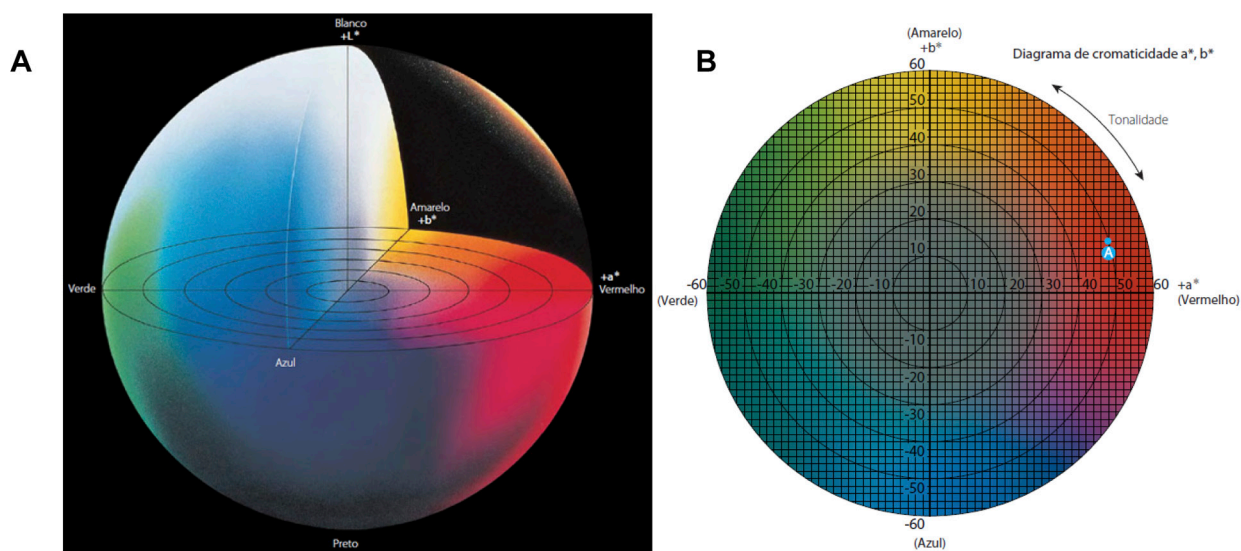 A
Blanco
+L*
Amarelo
+b*
Verde
+a*
Vermelho
Azul
Preto
B
(Amarelo)
+b*
60
Diagrama de cromaticidade a*, b*
Tonalidade
50
40
30
20
10
A
-60 -50 -40 -30 -20 -10 10 20 30 40 50 60 +a*
(Verde) (Vermelho)
-10
-20
-30
-40
-50
-60
(Azul)